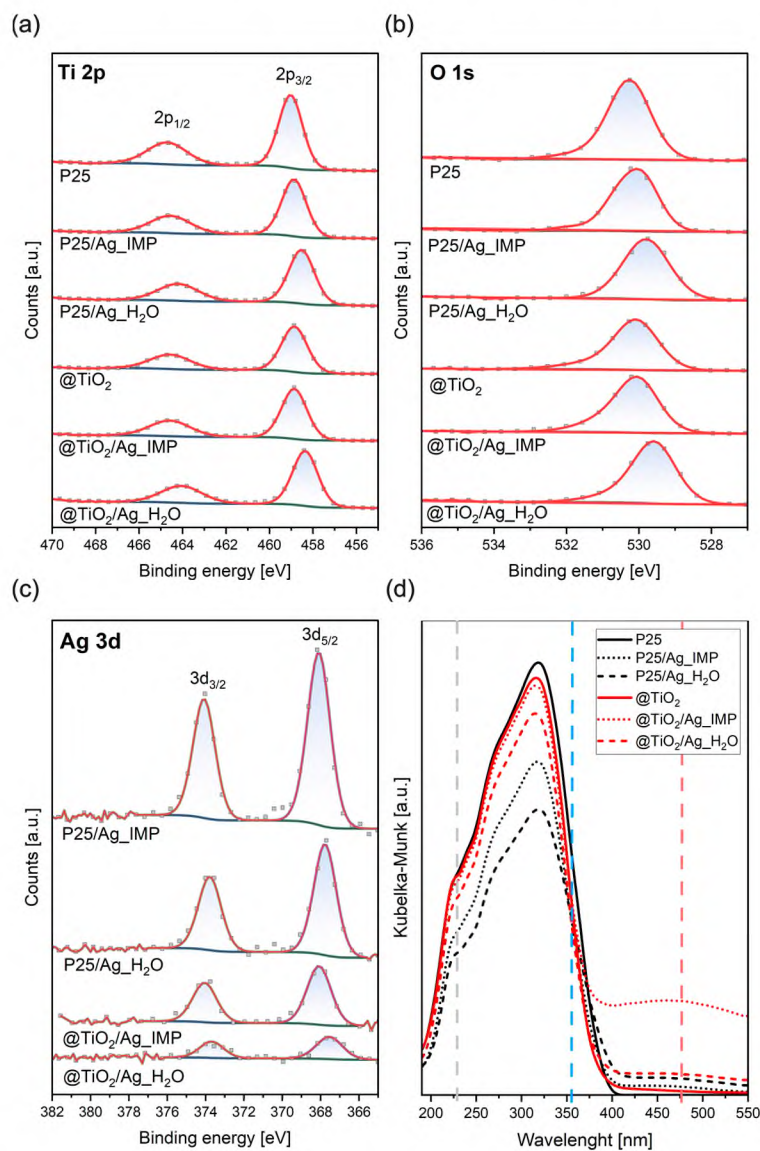 (a)
Ti 2p
2p1/2
2p3/2
P25
P25/Ag_IMP
P25/Ag_H2O
@TiO2
@TiO2/Ag_IMP
@TiO2/Ag_H2O
Counts [a.u.]
470 468 466 464 462 460 458 456
Binding energy [eV]
(b)
O 1s
P25
P25/Ag_IMP
P25/Ag_H2O
@TiO2
@TiO2/Ag_IMP
@TiO2/Ag_H2O
Counts [a.u.]
536 534 532 530 528
Binding energy [eV]
(c)
Ag 3d
3d3/2
3d5/2
P25/Ag_IMP
P25/Ag_H2O
@TiO2/Ag_IMP
@TiO2/Ag_H2O
Counts [a.u.]
382 380 378 376 374 372 370 368 366
Binding energy [eV]
(d)
P25
P25/Ag_IMP
P25/Ag_H2O
@TiO2
@TiO2/Ag_IMP
@TiO2/Ag_H2O
Kubelka-Munk [a.u.]
200 250 300 350 400 450 500 550
Wavelenght [nm]